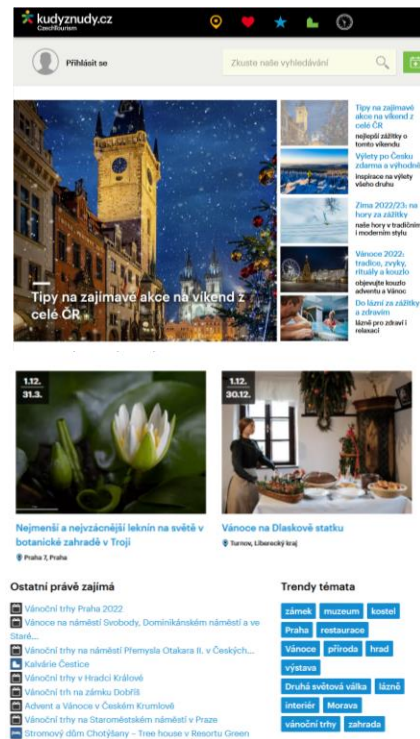 kudyznudy.cz
CzechTourism
Přihlásit se
Zkuste naše vyhledávání
Tipy na zajímavé akce na víkend z
celé ČR
Tipy na zajímavé
akce na víkend z
celé ČR
nejlepší zážitky o
tomto víkendu
Výlety po Česku
zdarma a výhodně
inspirace na výlety
všeho druhu
Zima 2022/23: na
hory za zážitky
naše hory v tradičním
i moderním stylu
Vánoce 2022:
tradice, zvyky,
rituály a kouzlo
objevujte kouzlo
adventu a Vánoc
Do lázní za zážitky
a zdravím
lázně pro zdraví i
relaxaci
1.12.
31.3.
Nejmenší a nejvzácnější leknín na světě v
botanické zahradě v Troji
Praha 7, Praha
1.12.
30.12.
Vánoce na Dlaskově statku
Turnov, Liberecký kraj
Ostatní právě zajímá
Vánoční trhy Praha 2022
Vánoce na náměstí Svobody, Dominikánském náměstí a ve
Staré...
Vánoční trhy na náměstí Přemysla Otakara II. v Českých...
Kalvárie Čestice
Vánoční trhy v Hradci Králové
Vánoční trh na zámku Dobříš
Advent a Vánoce v Českém Krumlově
Vánoční trhy na Staroměstském náměstí v Praze
Stromový dům Chotýšany – Tree house v Resortu Green
Trendy témata
zámek muzeum kostel
Praha restaurace
Vánoce příroda hrad
výstava
Druhá světová válka lázně
interiér Morava
vánoční trhy zahrada